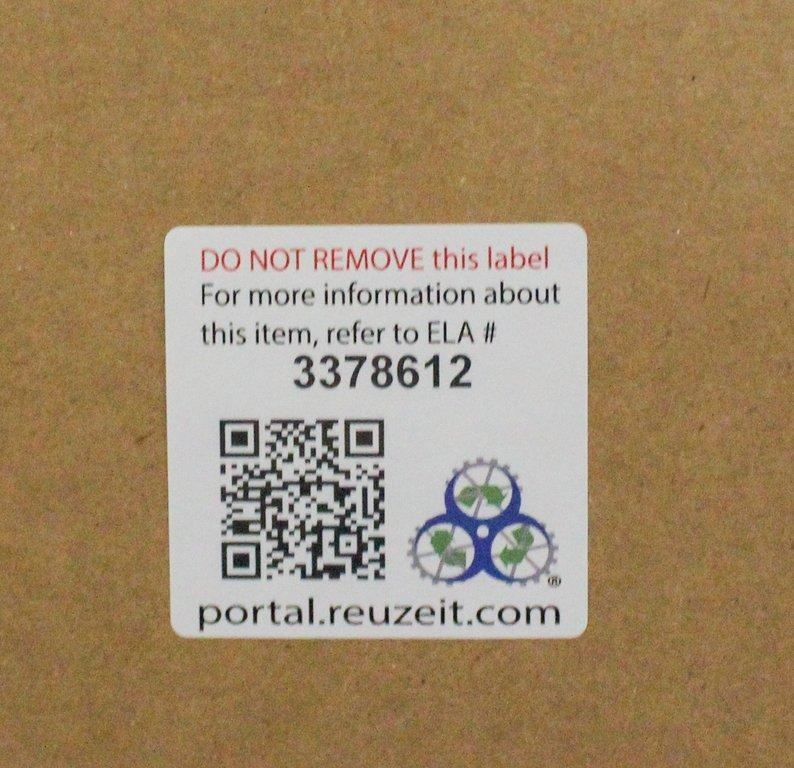 DO NOT REMOVE this label
For more information about
this item, refer to ELA #
3378612
®
portal.reuzeit.com